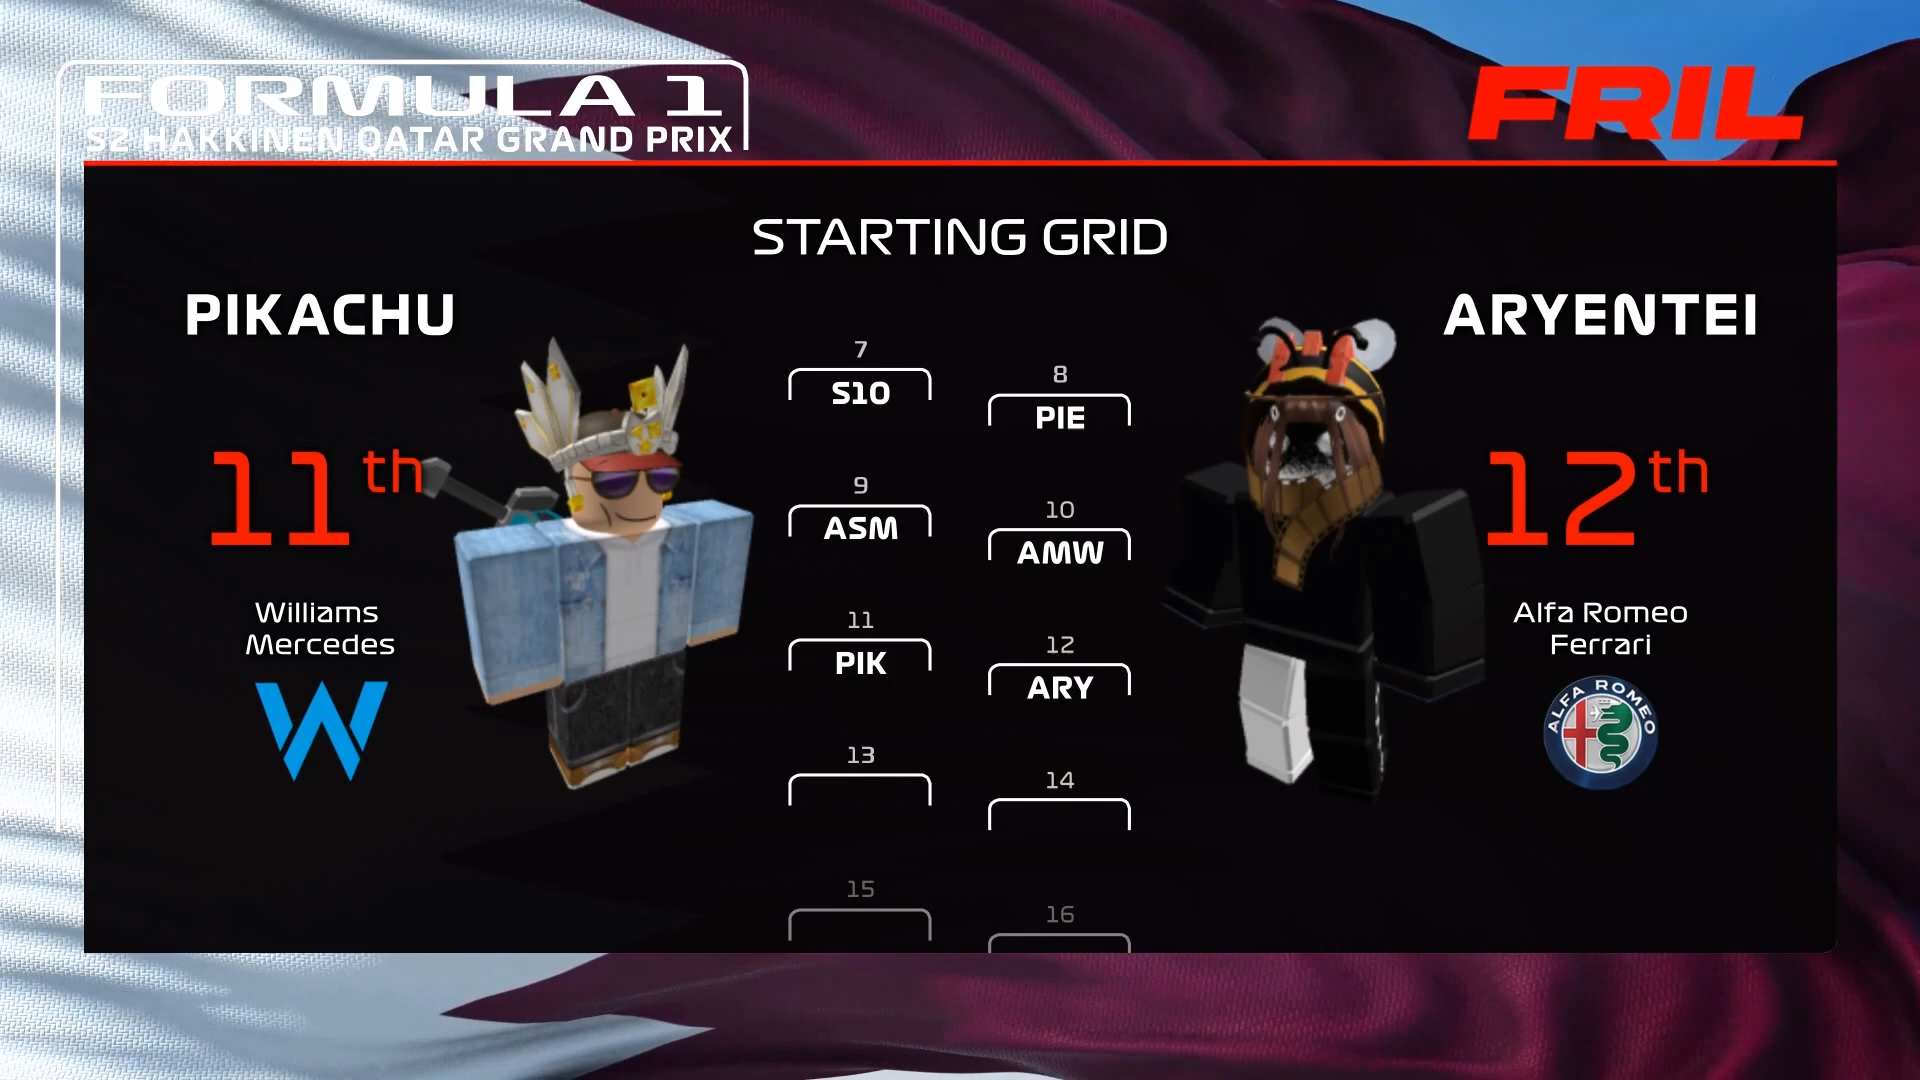 FORMULA 1
S2 HAKKINEN QATAR GRAND PRIX
FRIL
STARTING GRID
PIKACHU
11th
Williams
Mercedes
7
S10
8
PIE
9
ASM
10
AMW
11
PIK
12
ARY
13
14
15
16
ARYENTEI
12th
Alfa Romeo
Ferrari
ALFA ROMEO